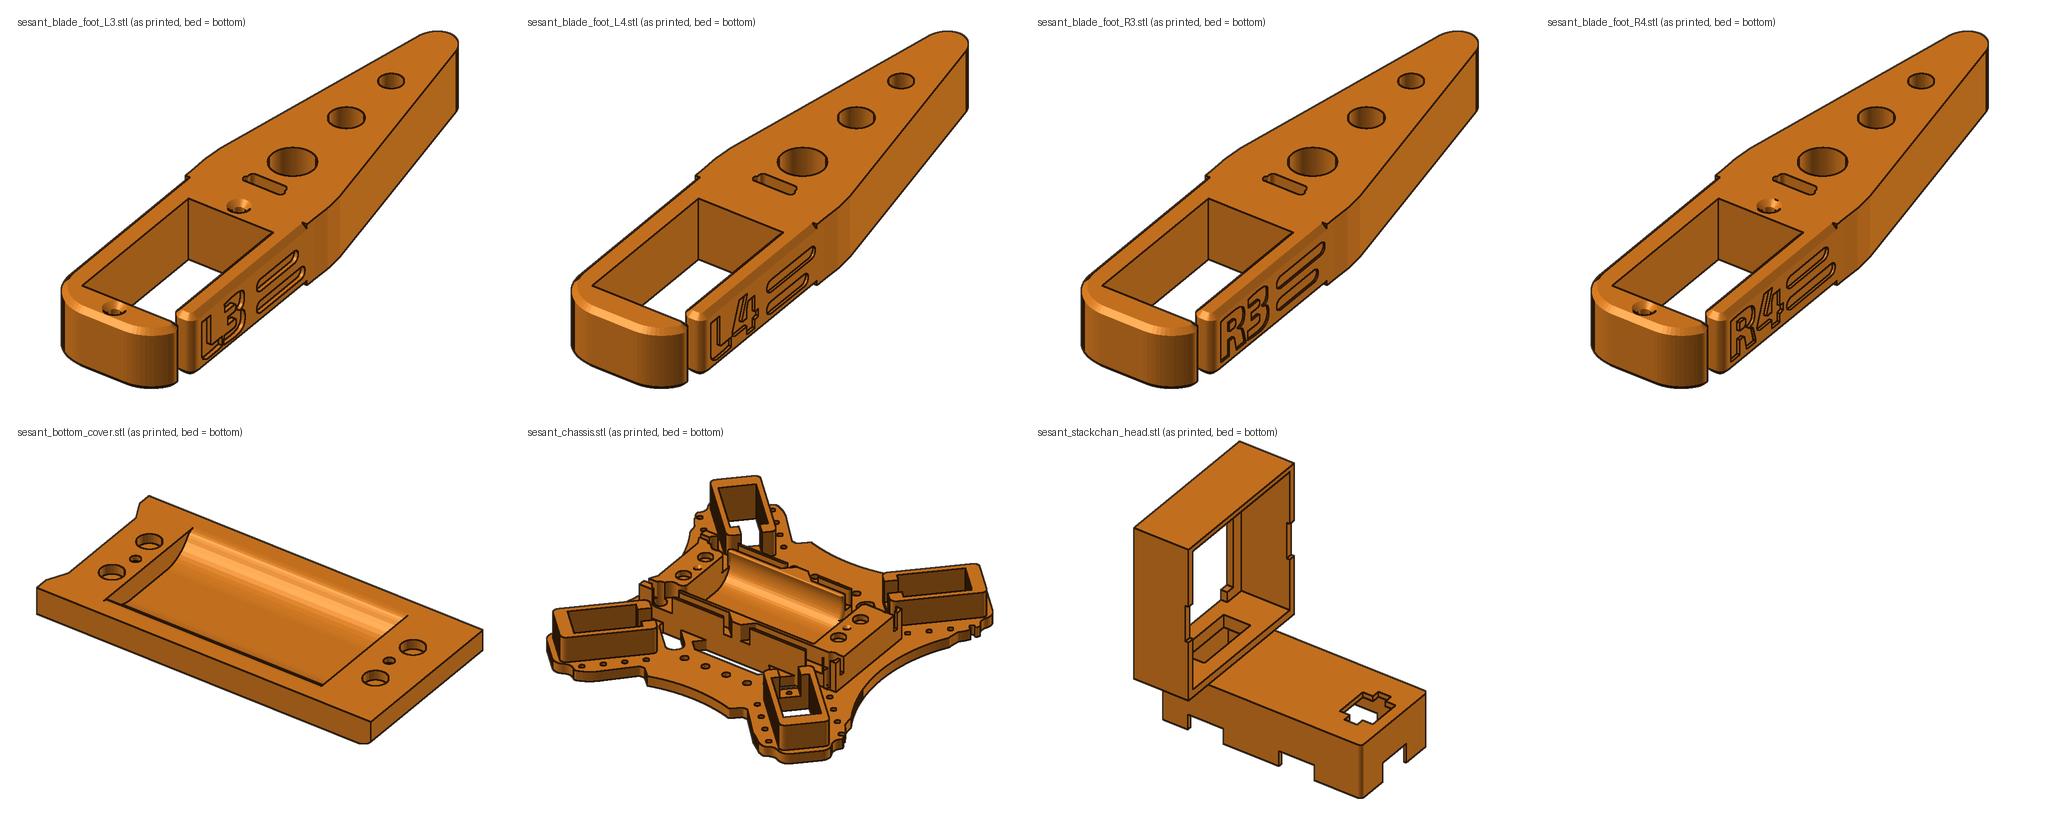 sesant_blade_foot_L3.stl (as printed, bed = bottom)
sesant_blade_foot_L4.stl (as printed, bed = bottom)
sesant_blade_foot_R3.stl (as printed, bed = bottom)
sesant_blade_foot_R4.stl (as printed, bed = bottom)
L3
L4
R3
R4
sesant_bottom_cover.stl (as printed, bed = bottom)
sesant_chassis.stl (as printed, bed = bottom)
sesant_stackchan_head.stl (as printed, bed = bottom)